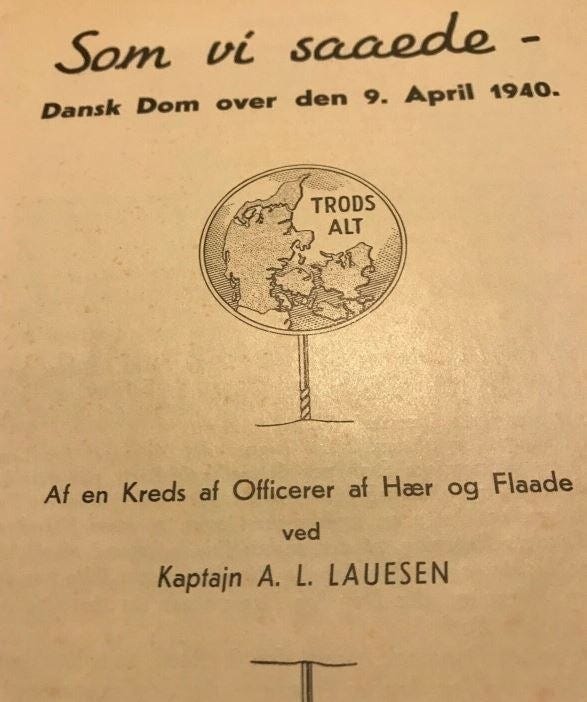 Som vi saaede -
Dansk Dom over den 9. April 1940.
TRODS
ALT
Af en Kreds af Officerer af Hær og Flaade
ved
Kaptajn A. L. LAUESEN